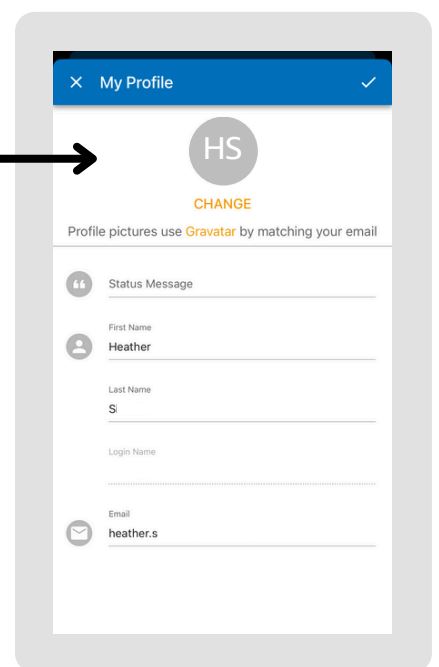 My Profile
HS
CHANGE
Profile pictures use Gravatar by matching your email
Status Message
First Name
Heather
Last Name
Si
Login Name
Email
heather.s